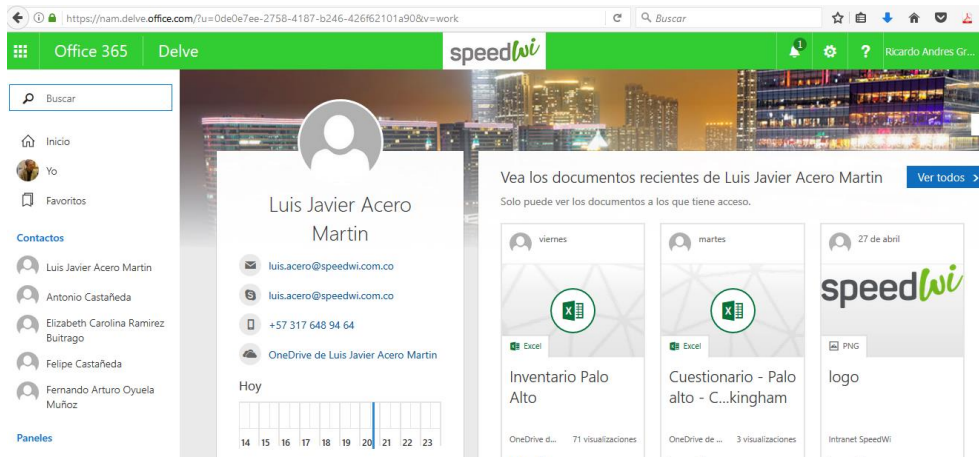 https://nam.delve.office.com/?u=0de0e7ee-2758-4187-b246-426f62101a90&v=work
Buscar
Office 365
Delve
speedwi
1
?
Ricardo Andres Gr...
Buscar
Inicio
Yo
Favoritos
Contactos
Luis Javier Acero Martin
Antonio Castañeda
Elizabeth Carolina Ramirez
Buitrago
Felipe Castañeda
Fernando Arturo Oyuela
Muñoz
Paneles
Luis Javier Acero
Martin
luis.acero@speedwi.com.co
luis.acero@speedwi.com.co
+57 317 648 94 64
OneDrive de Luis Javier Acero Martin
Hoy
14 15 16 17 18 19 20 21 22 23
Vea los documentos recientes de Luis Javier Acero Martin
Ver todos
Solo puede ver los documentos a los que tiene acceso.
viernes
Excel
Inventario Palo
Alto
OneDrive d... 71 visualizaciones
martes
Excel
Cuestionario - Palo
alto - C...kingham
OneDrive de ... 3 visualizaciones
27 de abril
speedwi
PNG
logo
Intranet SpeedWi